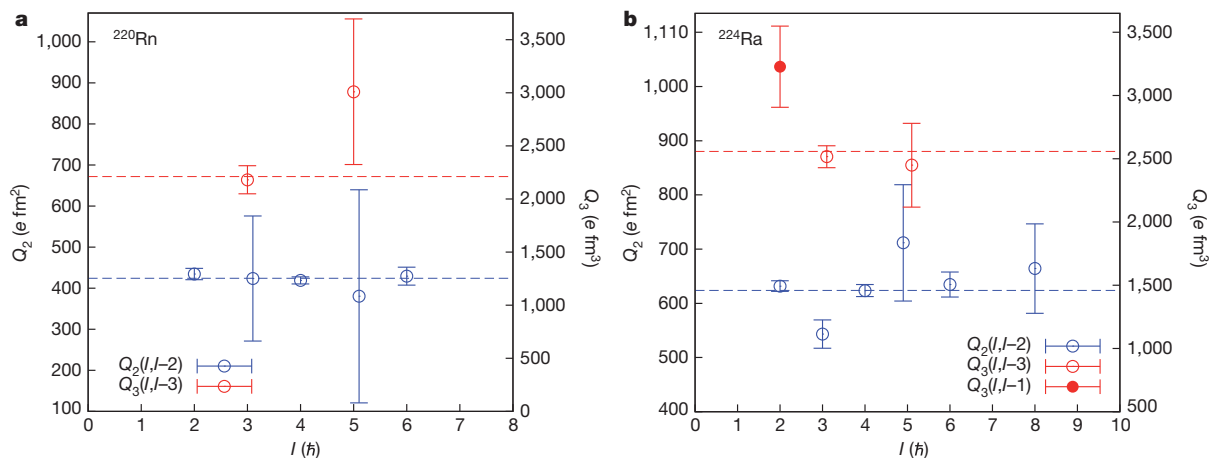 a
220Rn
1,000
900
800
700
600
500
400
300
200
100
Q2 (e fm2)
3,500
3,000
2,500
2,000
1,500
1,000
500
0
Q3 (e fm3)
Q2(I,I–2)
Q3(I,I–3)
0 1 2 3 4 5 6 7 8
I (ħ)
b
224Ra
1,110
1,000
900
800
700
600
500
400
Q2 (e fm2)
3,500
3,000
2,500
2,000
1,500
1,000
500
Q3 (e fm3)
Q2(I,I–2)
Q3(I,I–3)
Q3(I,I–1)
0 1 2 3 4 5 6 7 8 9 10
I (ħ)